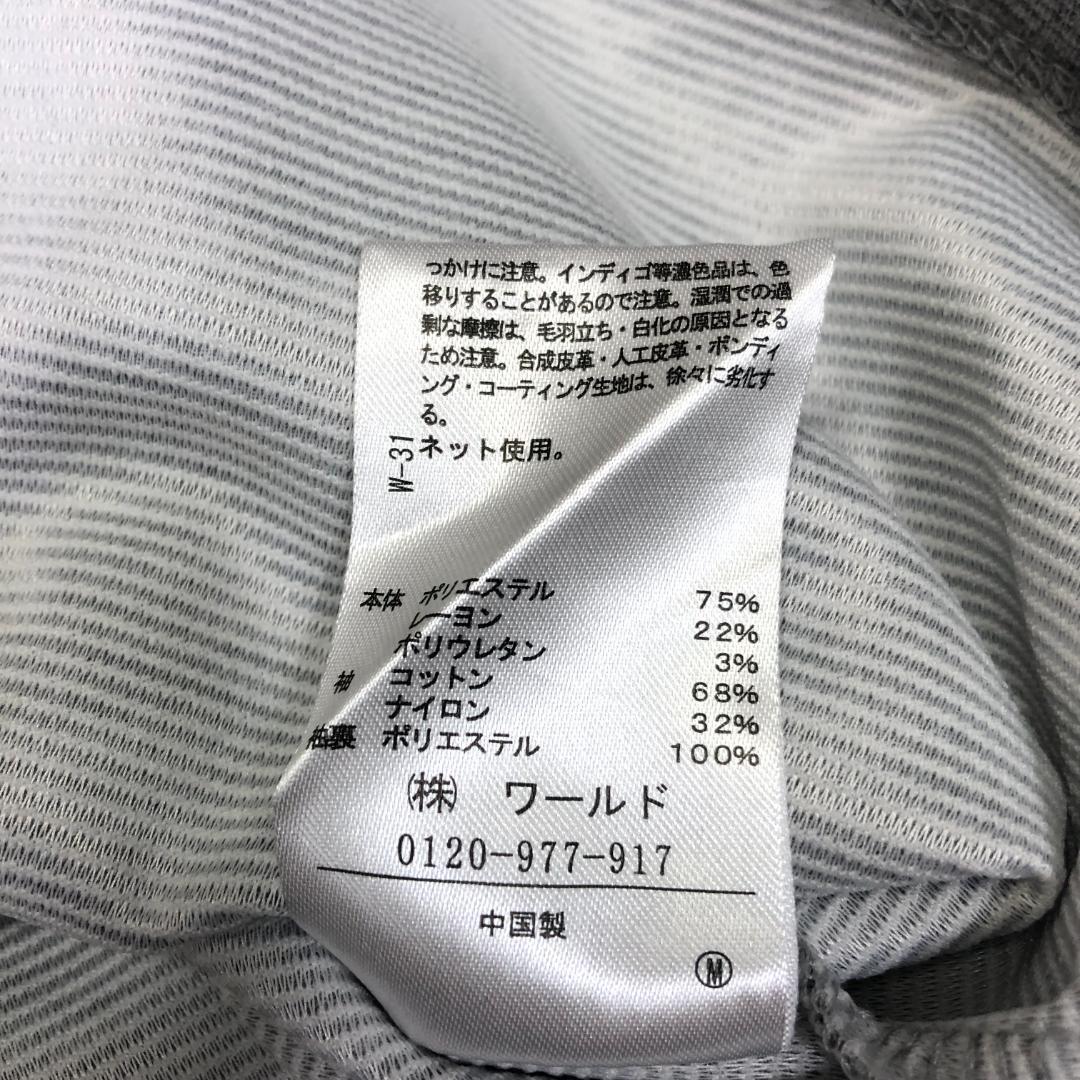 っかけに注意。インディゴ等濃色品は、色
移りすることがあるので注意。湿潤での過
剰な摩擦は、毛羽立ち・白化の原因となる
ため注意。合成皮革・人工皮革・ボンディ
ング・コーティング生地は、徐々に劣化す
る。
W-31
ネット使用。
本体 ポリエステル 75%
レーヨン 22%
ポリウレタン 3%
袖 コットン 68%
ナイロン 32%
袖裏 ポリエステル 100%
㈱ ワールド
0120-977-917
中国製
Ⓜ